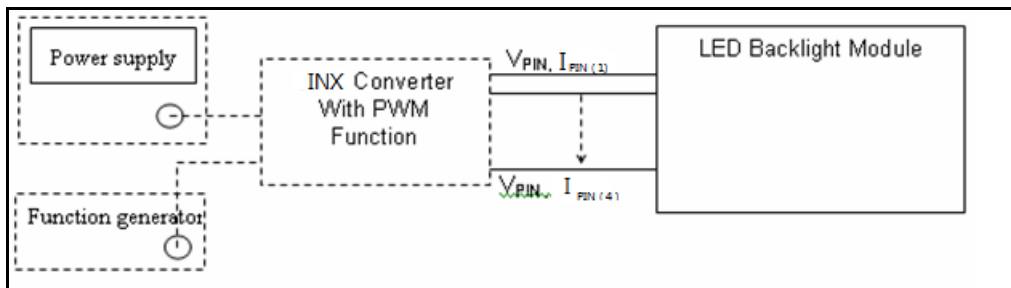 Power supply
INX Converter
With PWM
Function
VPIN, IPIN(1)
LED Backlight Module
VPIN, IPIN(4)
Function generator